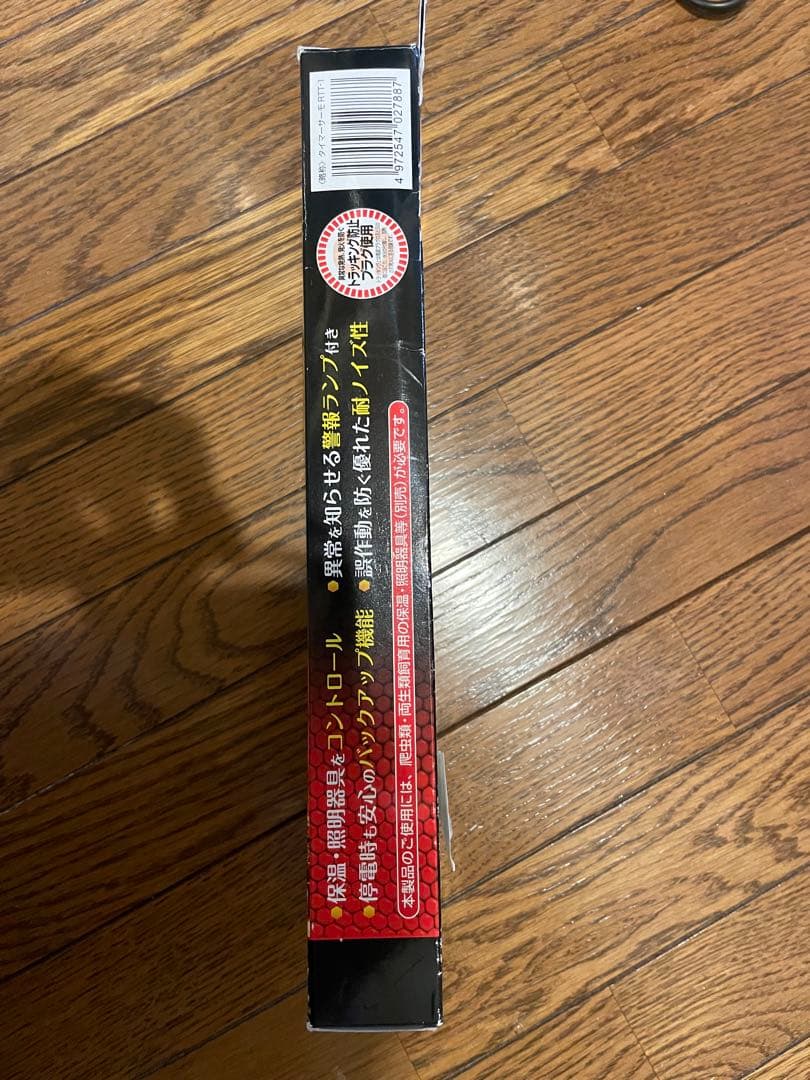 ●保温・照明器具をコントロール
●停電時も安心のバックアップ機能
●異常を知らせる警報ランプ付き
●誤作動を防ぐ優れた耐ノイズ性
本製品のご使用には、爬虫類・両生類飼育用の保温・照明器具等(別売)が必要です。
トラッキング防止
プラグ使用
〈略称〉タイマーサーモRTT-1
4 972547 027887